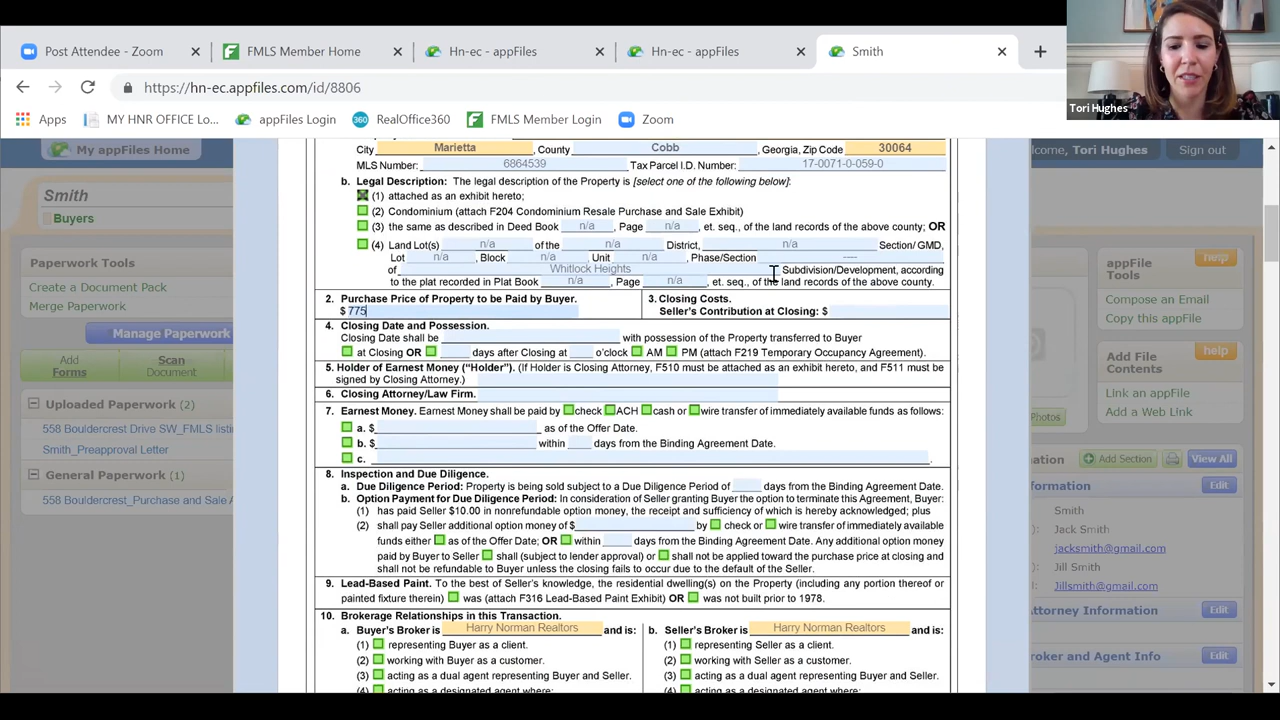 Post Attendee - Zoom
FMLS Member Home
Hn-ec - appFiles
Hn-ec - appFiles
Smith
https://hn-ec.appfiles.com/id/8806
Apps
MY HNR OFFICE Lo...
appFiles Login
RealOffice360
FMLS Member Login
Zoom
Tori Hughes
My appFiles Home
elcome, Tori Hughes
Sign out
Smith
Buyers
Paperwork Tools
Create Paperwork
Merge Paperwork
Manage Paperwork
Add Forms
Scan Document
Uploaded Paperwork (2)
558 Bouldercrest Drive SW_FMLS listi
Smith_Preapproval Letter
General Paperwork (1)
558 Bouldercrest_Purchase and Sale A
City Marietta , County Cobb , Georgia, Zip Code 30064
MLS Number: 6864539 Tax Parcel I.D. Number: 17-0071-0-059-0
b. Legal Description: The legal description of the Property is [select one of the following below]:
(1) attached as an exhibit hereto;
(2) Condominium (attach F204 Condominium Resale Purchase and Sale Exhibit)
(3) the same as described in Deed Book n/a , Page n/a , et. seq., of the land records of the above county; OR
(4) Land Lot(s) n/a of the n/a District, n/a Section/ GMD,
Lot n/a , Block n/a , Unit n/a , Phase/Section ----
of Whitlock Heights Subdivision/Development, according
to the plat recorded in Plat Book n/a , Page n/a , et. seq., of the land records of the above county.
2. Purchase Price of Property to be Paid by Buyer.
$ 775
3. Closing Costs.
Seller's Contribution at Closing: $
4. Closing Date and Possession.
Closing Date shall be with possession of the Property transferred to Buyer
at Closing OR days after Closing at o'clock AM PM (attach F219 Temporary Occupancy Agreement).
5. Holder of Earnest Money ("Holder"). (If Holder is Closing Attorney, F510 must be attached as an exhibit hereto, and F511 must be
signed by Closing Attorney.)
6. Closing Attorney/Law Firm.
7. Earnest Money. Earnest Money shall be paid by check ACH cash or wire transfer of immediately available funds as follows:
a. $ as of the Offer Date.
b. $ within days from the Binding Agreement Date.
c. .
8. Inspection and Due Diligence.
a. Due Diligence Period: Property is being sold subject to a Due Diligence Period of days from the Binding Agreement Date.
b. Option Payment for Due Diligence Period: In consideration of Seller granting Buyer the option to terminate this Agreement, Buyer:
(1) has paid Seller $10.00 in nonrefundable option money, the receipt and sufficiency of which is hereby acknowledged; plus
(2) shall pay Seller additional option money of $ by check or wire transfer of immediately available
funds either as of the Offer Date; OR within days from the Binding Agreement Date. Any additional option money
paid by Buyer to Seller shall (subject to lender approval) or shall not be applied toward the purchase price at closing and
shall not be refundable to Buyer unless the closing fails to occur due to the default of the Seller.
9. Lead-Based Paint. To the best of Seller's knowledge, the residential dwelling(s) on the Property (including any portion thereof or
painted fixture therein) was (attach F316 Lead-Based Paint Exhibit) OR was not built prior to 1978.
10. Brokerage Relationships in this Transaction.
a. Buyer's Broker is Harry Norman Realtors and is:
(1) representing Buyer as a client.
(2) working with Buyer as a customer.
(3) acting as a dual agent representing Buyer and Seller.
(4) acting as a designated agent where:
b. Seller's Broker is Harry Norman Realtors and is:
(1) representing Seller as a client.
(2) working with Seller as a customer.
(3) acting as a dual agent representing Buyer and Seller.
(4) acting as a designated agent where:
appFile Tools
help
Compose an Email
Copy this appFile
Add File Contents
help
Link an appFile
Add a Web Link
Photos
mation
Add Section
View All
formation
Edit
Smith
Jack Smith
jacksmith@gmail.com
Jill Smith
Jillsmith@gmail.com
Attorney Information
Edit
roker and Agent Info
Edit